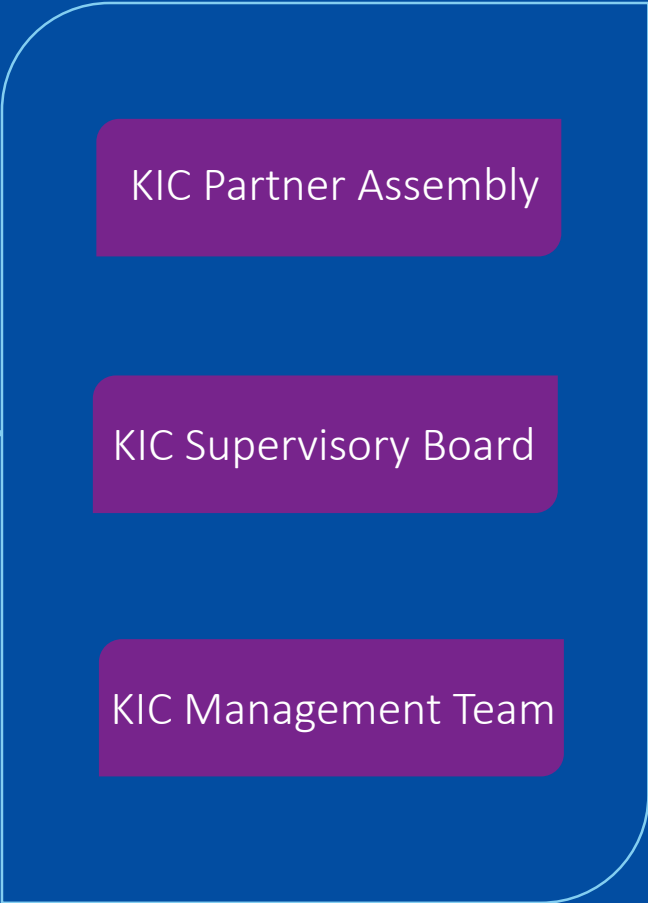 KIC Partner Assembly
KIC Supervisory Board
KIC Management Team